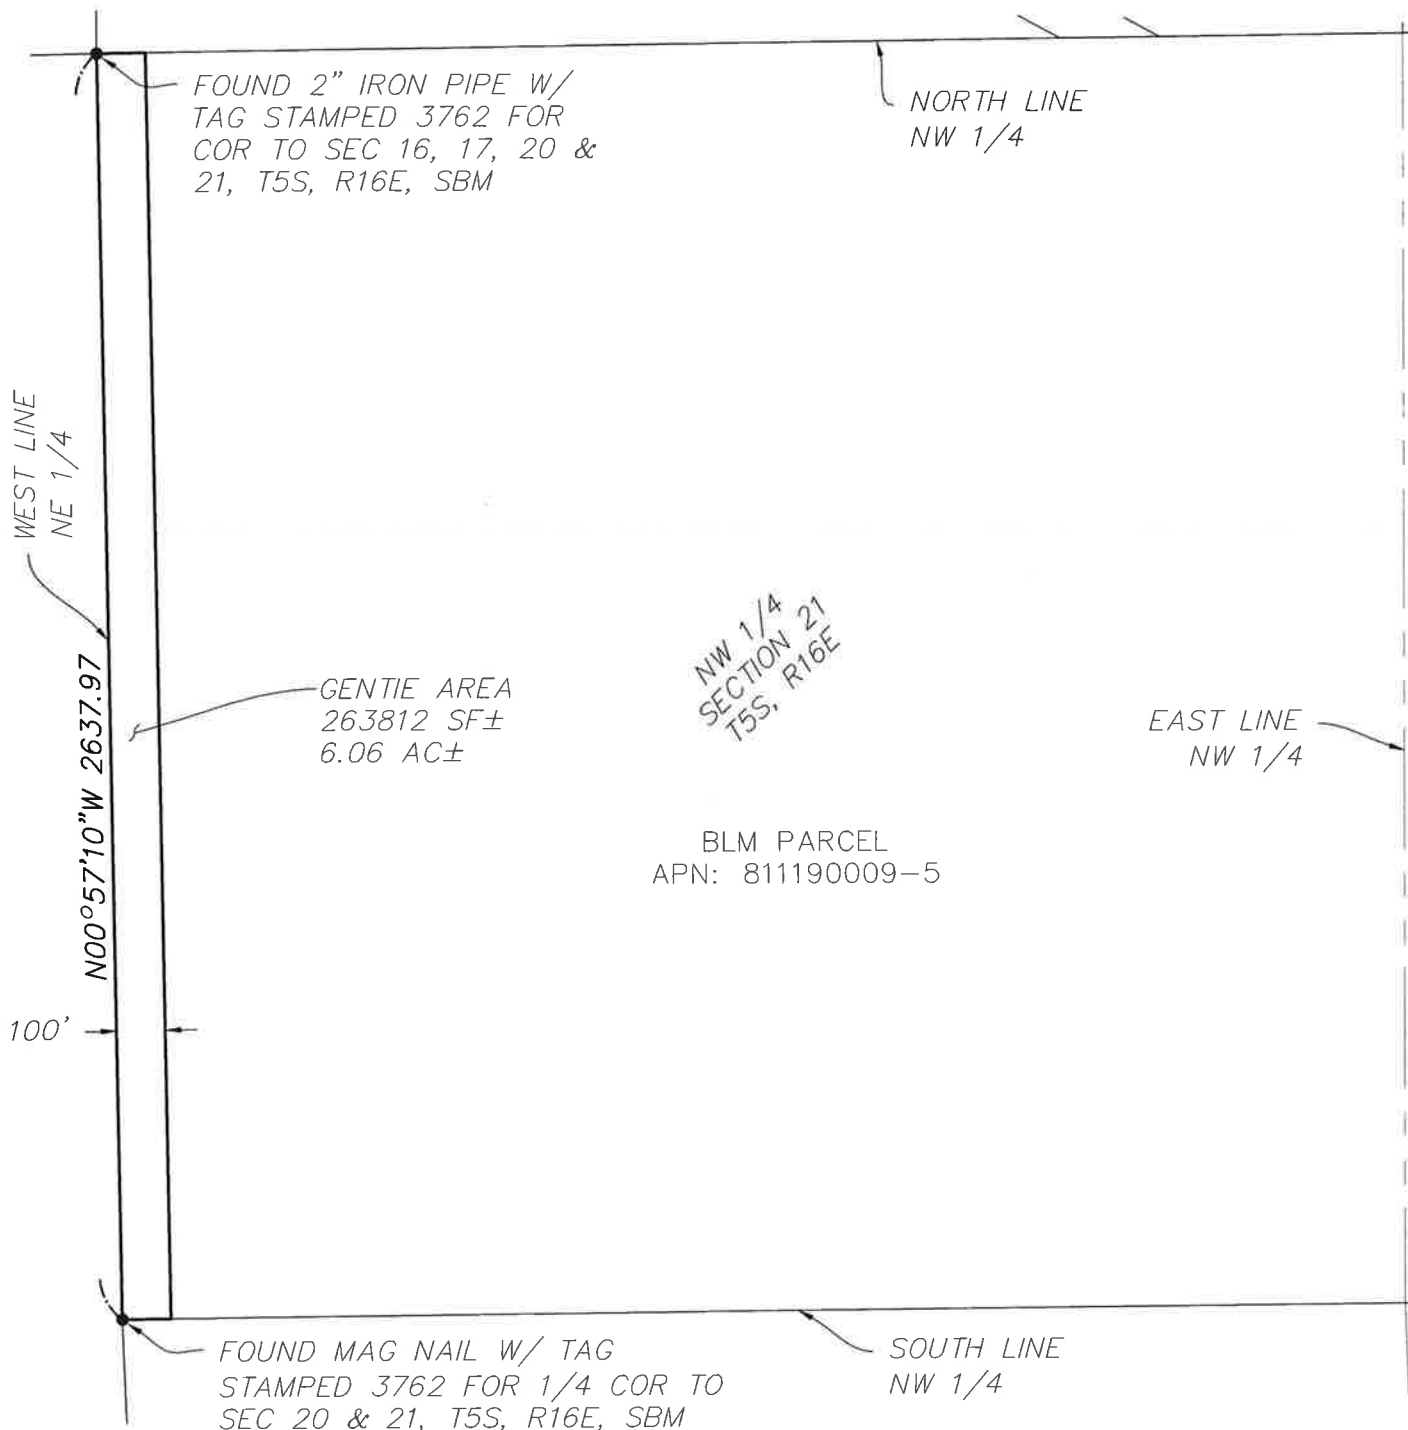 FOUND 2" IRON PIPE W/
TAG STAMPED 3762 FOR
COR TO SEC 16, 17, 20 &
21, T5S, R16E, SBM
NORTH LINE
NW 1/4
WEST LINE
NE 1/4
N00°57'10"W 2637.97
GENTIE AREA
263812 SF±
6.06 AC±
NW 1/4
SECTION 21
T5S, R16E
EAST LINE
NW 1/4
BLM PARCEL
APN: 811190009-5
100'
FOUND MAG NAIL W/ TAG
STAMPED 3762 FOR 1/4 COR TO
SEC 20 & 21, T5S, R16E, SBM
SOUTH LINE
NW 1/4